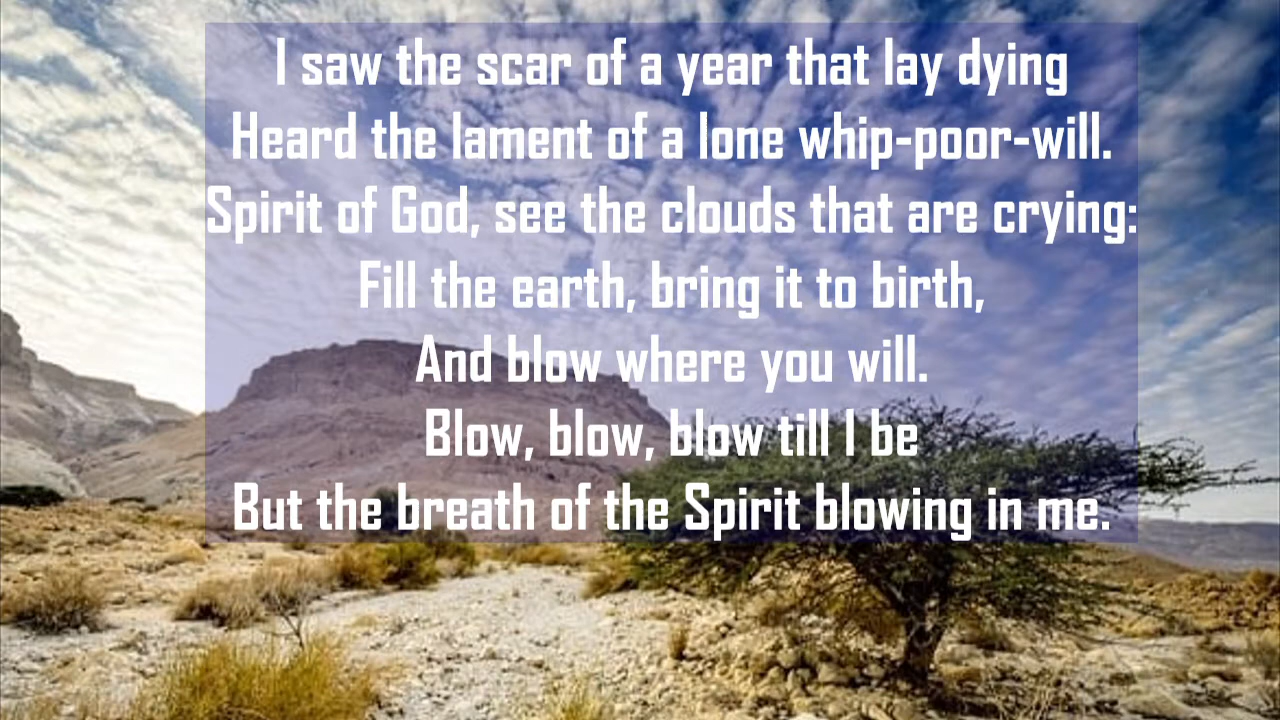 I saw the scar of a year that lay dying
Heard the lament of a lone whip-poor-will.
Spirit of God, see the clouds that are crying:
Fill the earth, bring it to birth,
And blow where you will.
Blow, blow, blow till I be
But the breath of the Spirit blowing in me.